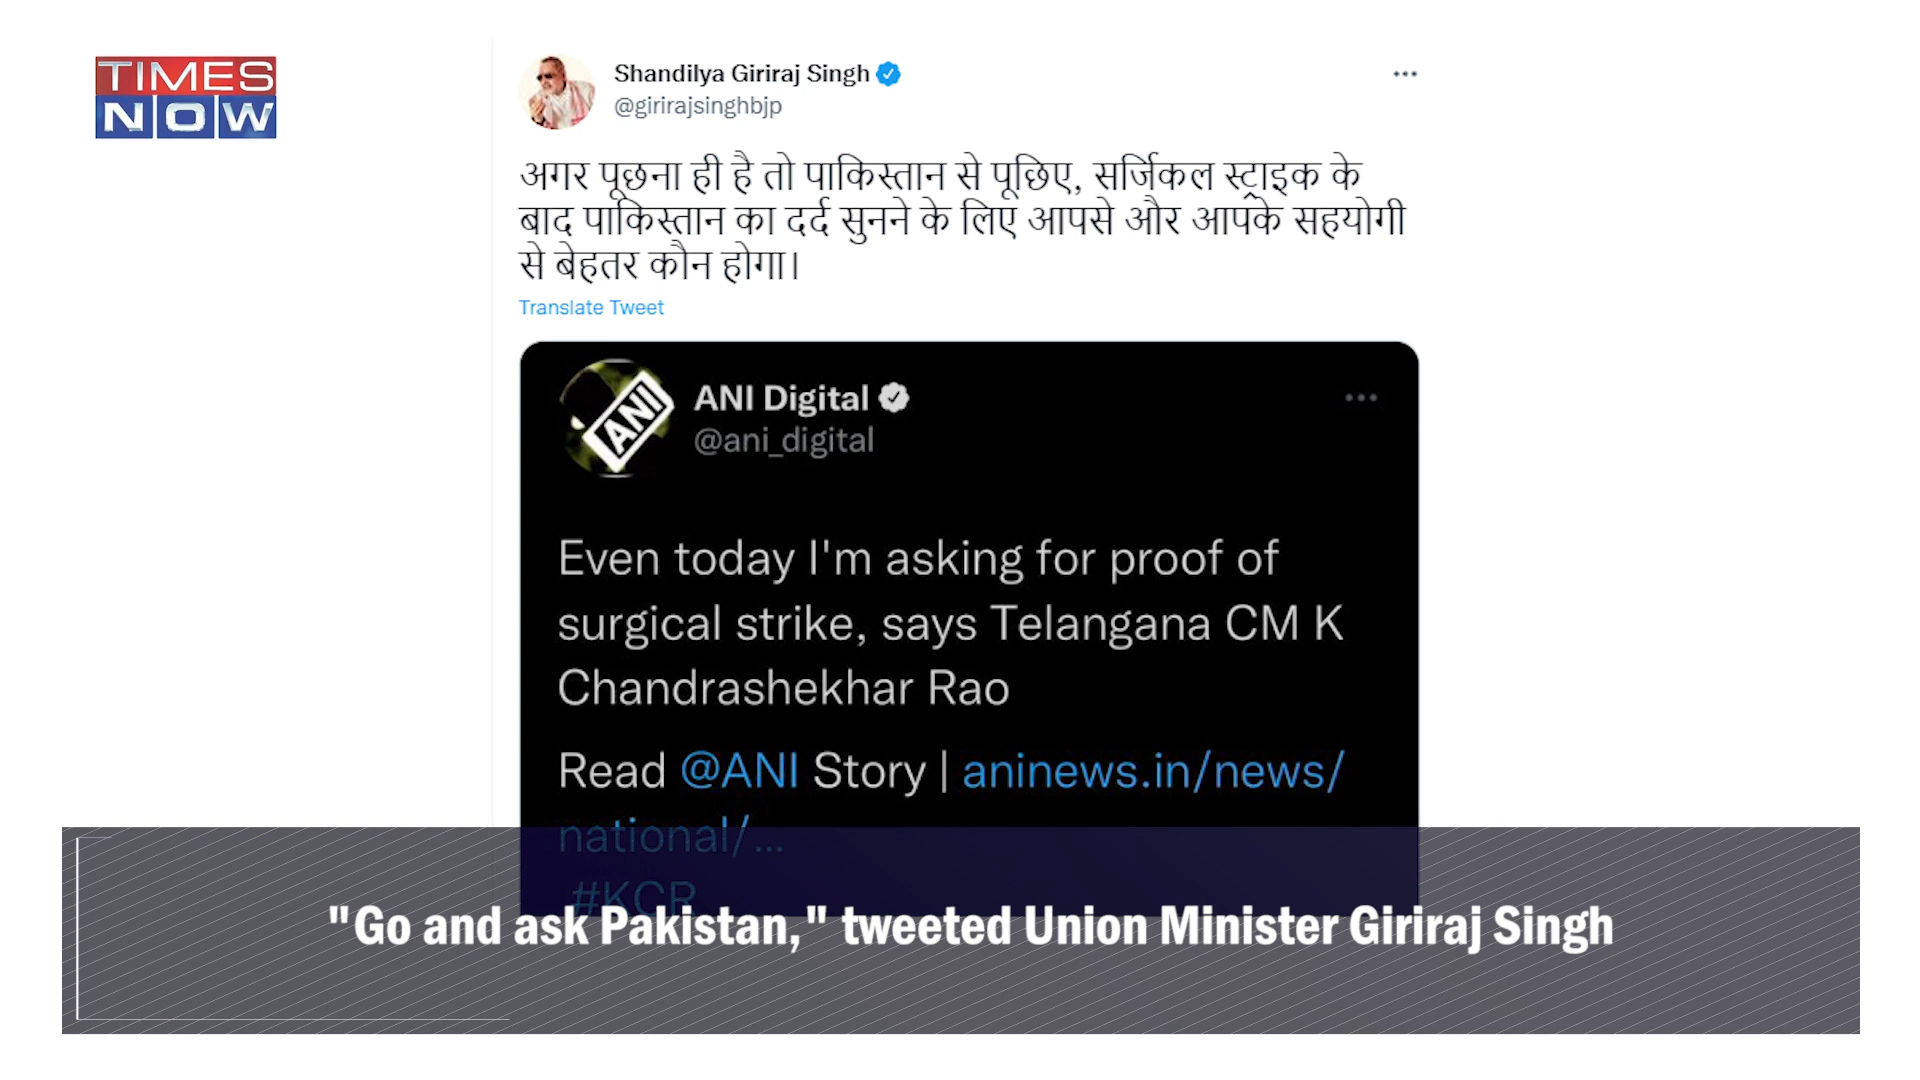 TIMES
NOW
Shandilya Giriraj Singh
@girirajsinghbjp
अगर पूछना ही है तो पाकिस्तान से पूछिए, सर्जिकल स्ट्राइक के
बाद पाकिस्तान का दर्द सुनने के लिए आपसे और आपके सहयोगी
से बेहतर कौन होगा।
Translate Tweet
ANI
ANI Digital
@ani_digital
Even today I'm asking for proof of
surgical strike, says Telangana CM K
Chandrashekhar Rao
Read @ANI Story | aninews.in/news/
national/...
#KCR
"Go and ask Pakistan," tweeted Union Minister Giriraj Singh